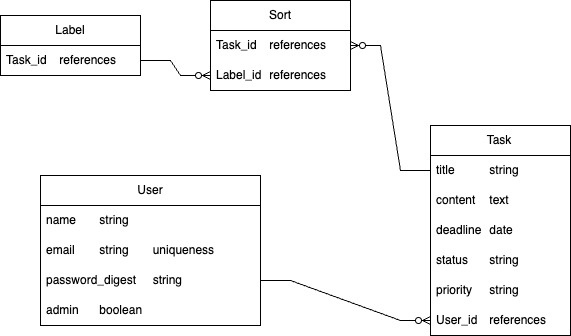 Label
Task_id references
Sort
Task_id references
Label_id references
Task
title string
content text
deadline date
status string
priority string
User_id references
User
name string
email string uniqueness
password_digest string
admin boolean